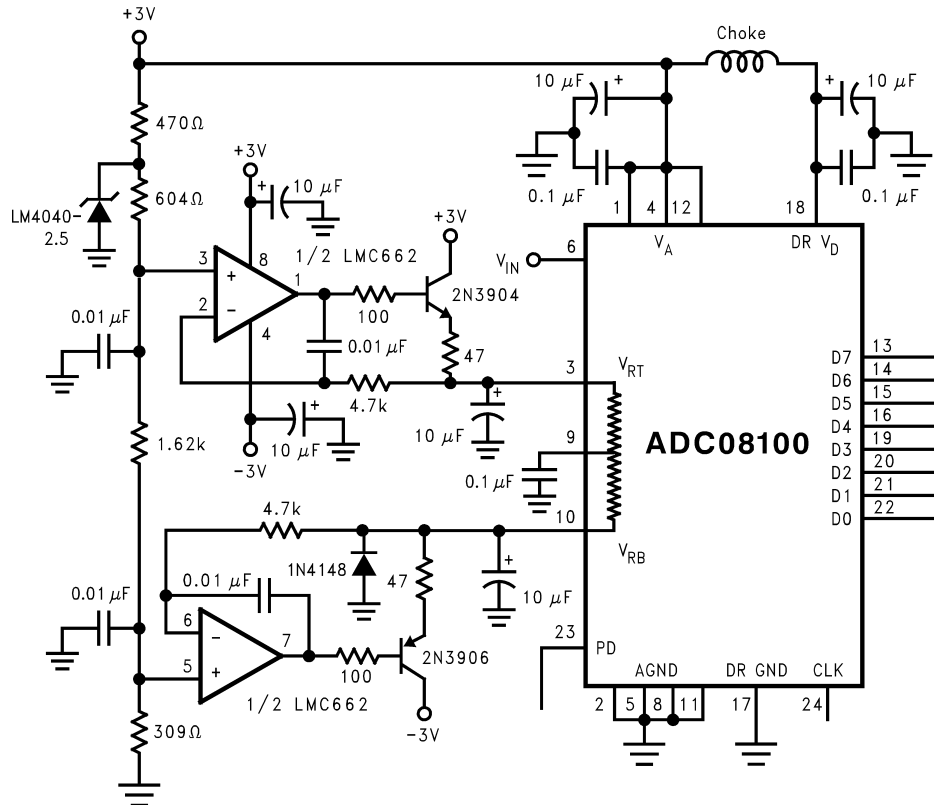 +3V
Choke
10 μF +
+ 10 μF
470Ω
+3V
604Ω
+ 10 μF
0.1 μF
0.1 μF
LM4040-
2.5
+3V
1 4 12 18
V_A
DR V_D
V_IN 6
3 + 8
1/2 LMC662
1
2N3904
2 −
100
4
0.01 μF
0.01 μF
47
13
D7
3
V_RT
14
D6
4.7k
15
D5
+
16
D4
+
10 μF
9
ADC08100
19
D3
1.62k
10 μF
−3V
0.1 μF
20
D2
21
D1
4.7k
10
22
D0
V_RB
1N4148
+
0.01 μF
47
10 μF
0.01 μF
6 −
7
23
PD
5 +
100
2N3906
AGND
DR GND
CLK
1/2 LMC662
2 5 8 11 17 24
309Ω
−3V